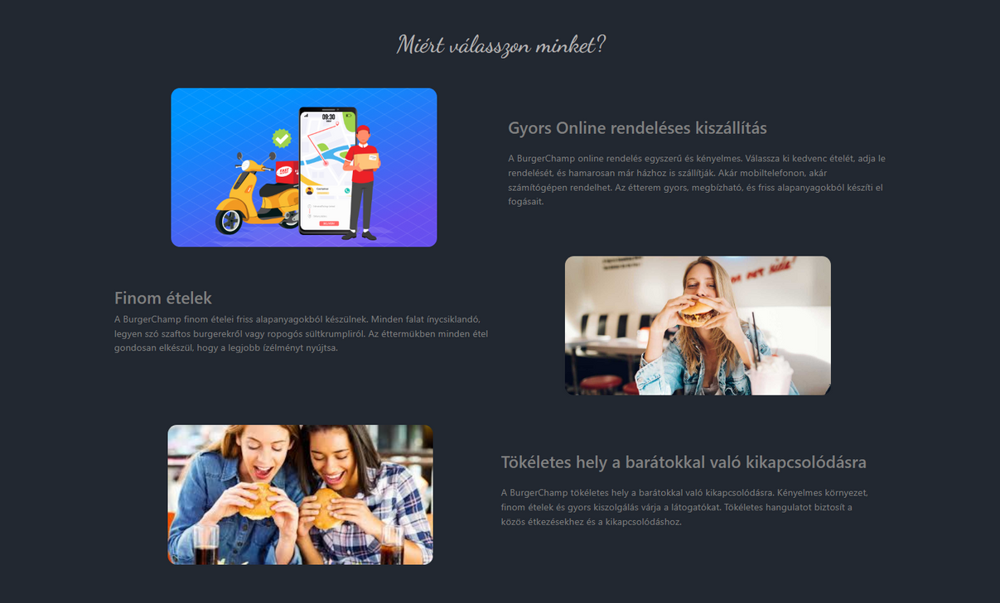 Miért válasszon minket?
09:30
FAST
Gyors Online rendeléses kiszállítás
A BurgerChamp online rendelés egyszerű és kényelmes. Válassza ki kedvenc ételét, adja le
rendelését, és hamarosan már házhoz is szállítják. Akár mobiltelefonon, akár
számítógépen rendelhet. Az étterem gyors, megbízható, és friss alapanyagokból készíti el
fogásait.
Finom ételek
A BurgerChamp finom ételei friss alapanyagokból készülnek. Minden falat ínycsiklandó,
legyen szó szaftos burgerekről vagy ropogós sültkrumpliról. Az éttermükben minden étel
gondosan elkészül, hogy a legjobb ízélményt nyújtsa.
Tökéletes hely a barátokkal való kikapcsolódásra
A BurgerChamp tökéletes hely a barátokkal való kikapcsolódásra. Kényelmes környezet,
finom ételek és gyors kiszolgálás várja a látogatókat. Tökéletes hangulatot biztosít a
közös étkezésekhez és a kikapcsolódáshoz.